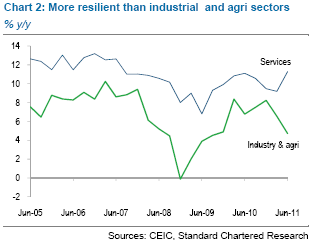 Chart 2: More resilient than industrial and agri sectors
% y/y
14
12
10
8
6
4
2
0
-2
Services
Industry & agri
Jun-05 Jun-06 Jun-07 Jun-08 Jun-09 Jun-10 Jun-11
Sources: CEIC, Standard Chartered Research